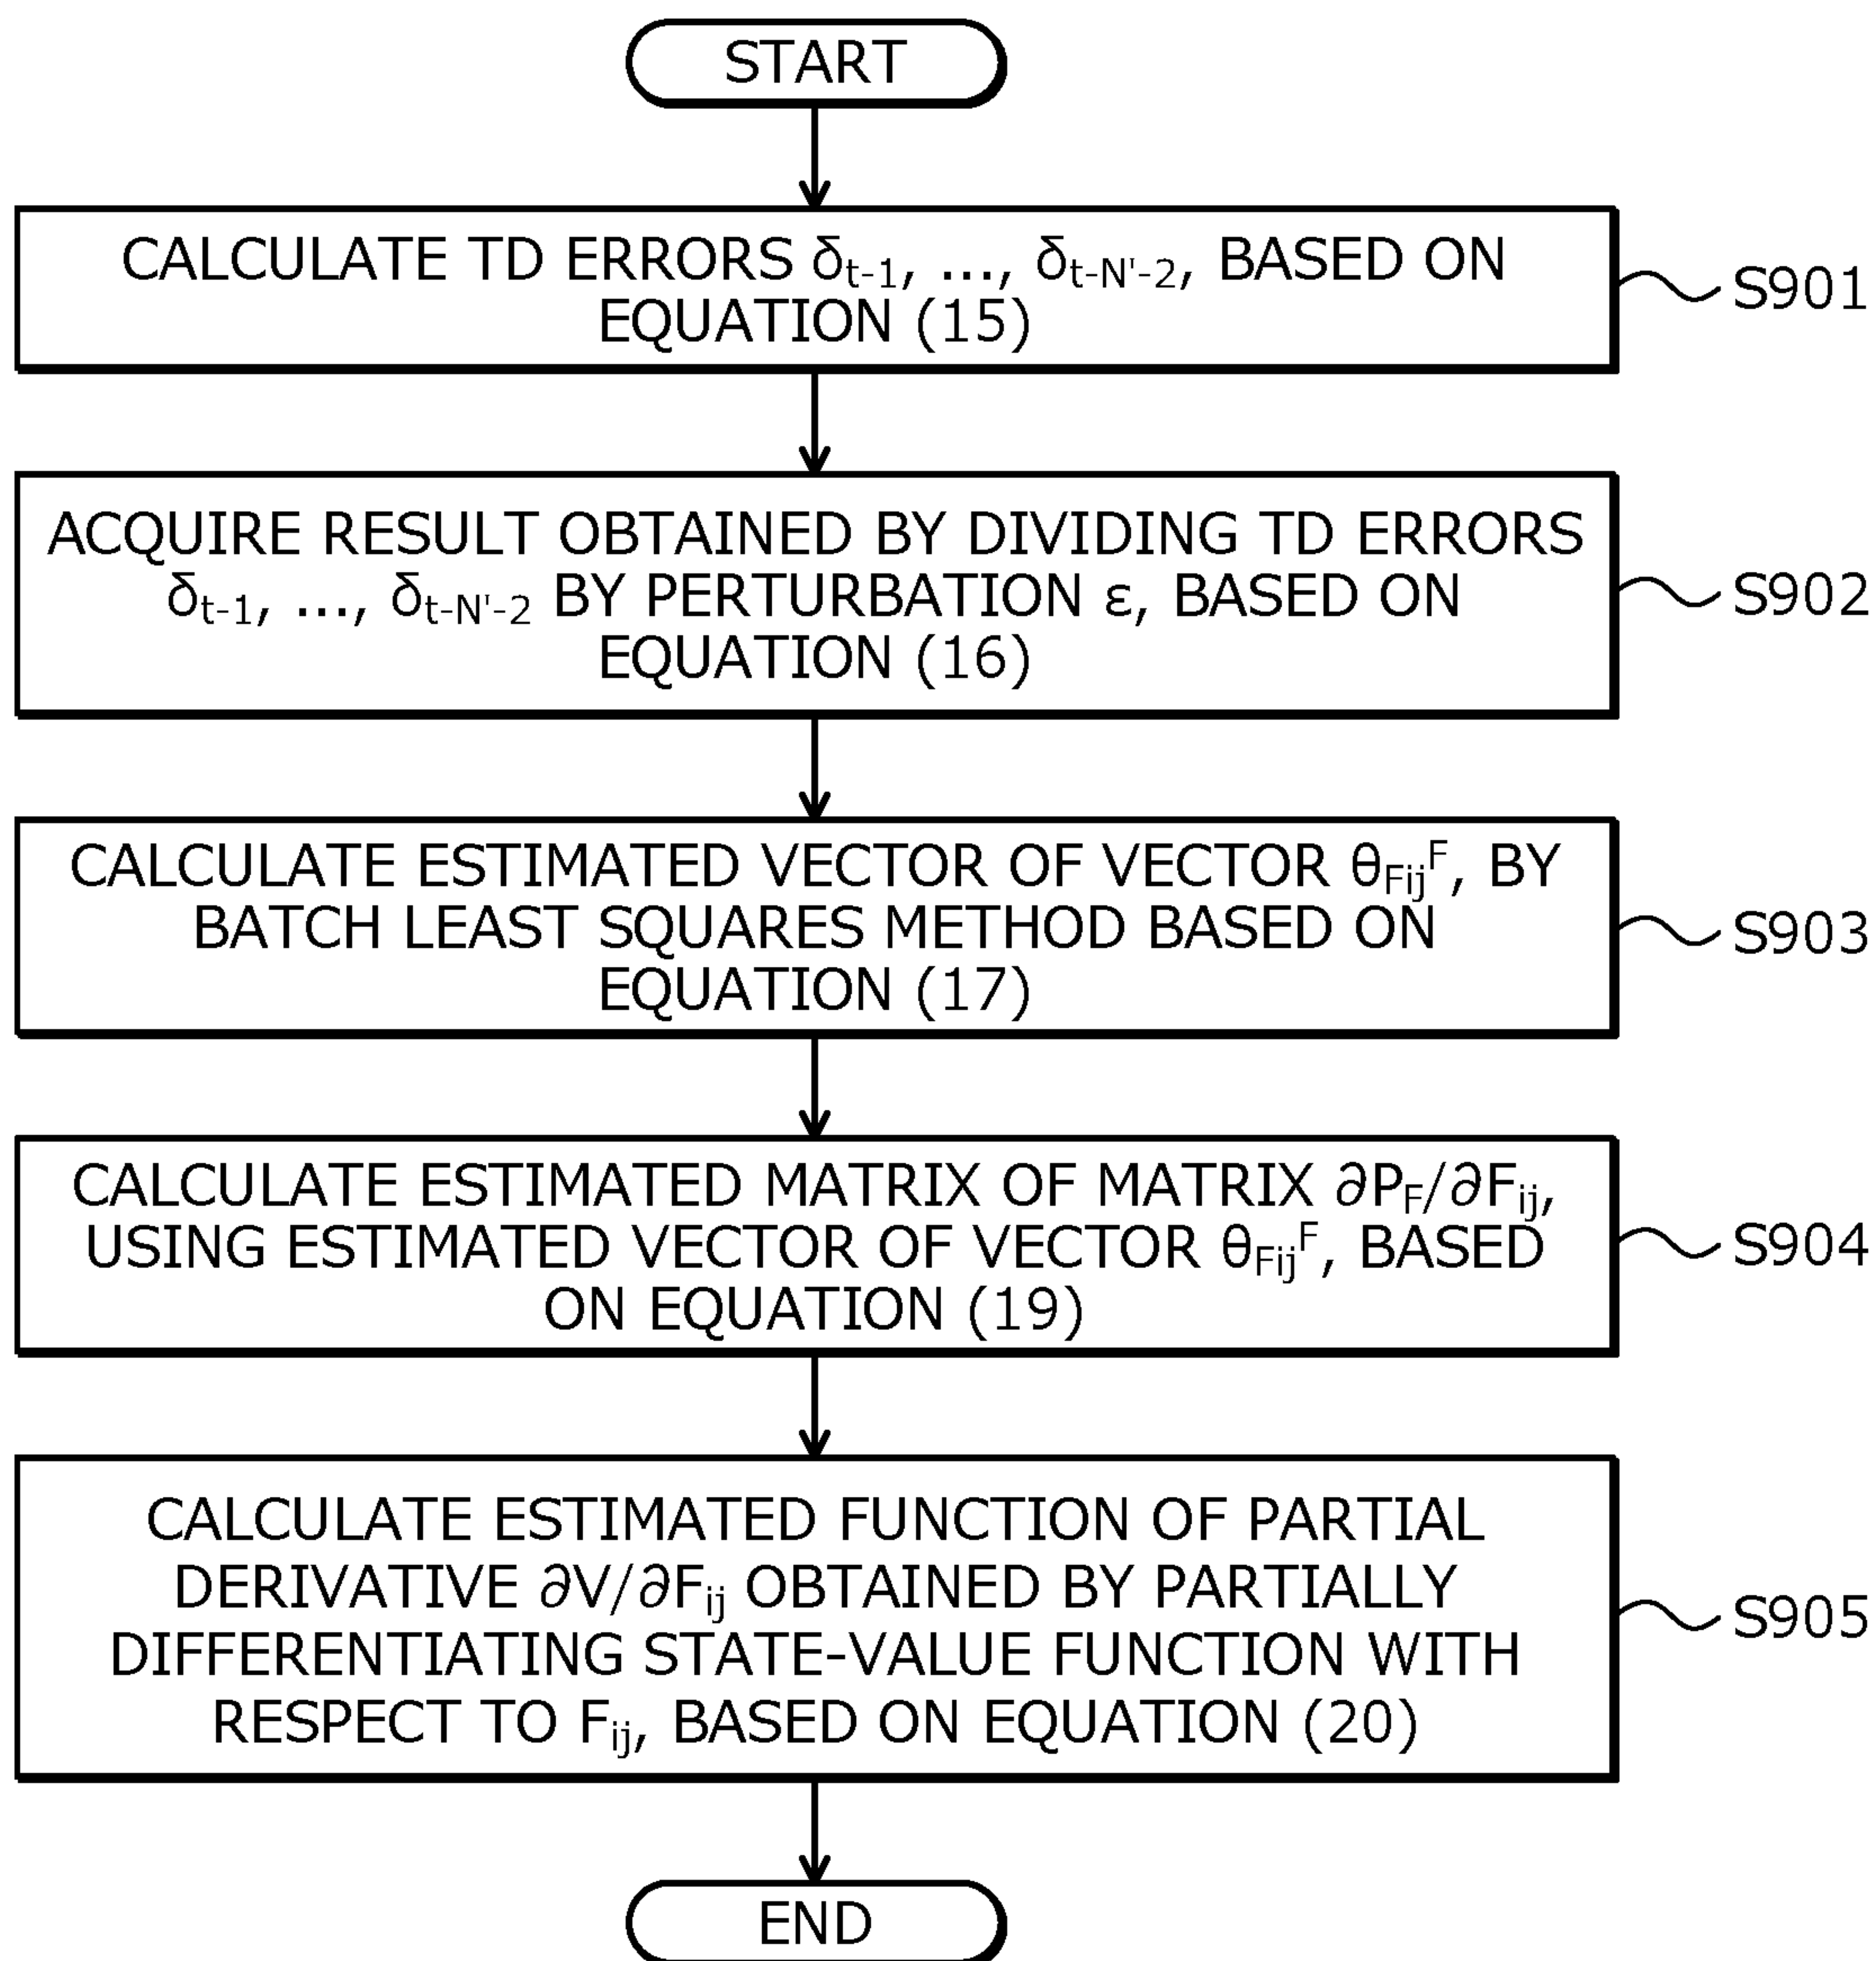 START
CALCULATE TD ERRORS δt-1, ..., δt-N'-2, BASED ON
EQUATION (15)
S901
ACQUIRE RESULT OBTAINED BY DIVIDING TD ERRORS
δt-1, ..., δt-N'-2 BY PERTURBATION ε, BASED ON
EQUATION (16)
S902
CALCULATE ESTIMATED VECTOR OF VECTOR θFij^F, BY
BATCH LEAST SQUARES METHOD BASED ON
EQUATION (17)
S903
CALCULATE ESTIMATED MATRIX OF MATRIX ∂PF/∂Fij,
USING ESTIMATED VECTOR OF VECTOR θFij^F, BASED
ON EQUATION (19)
S904
CALCULATE ESTIMATED FUNCTION OF PARTIAL
DERIVATIVE ∂V/∂Fij OBTAINED BY PARTIALLY
DIFFERENTIATING STATE-VALUE FUNCTION WITH
RESPECT TO Fij, BASED ON EQUATION (20)
S905
END